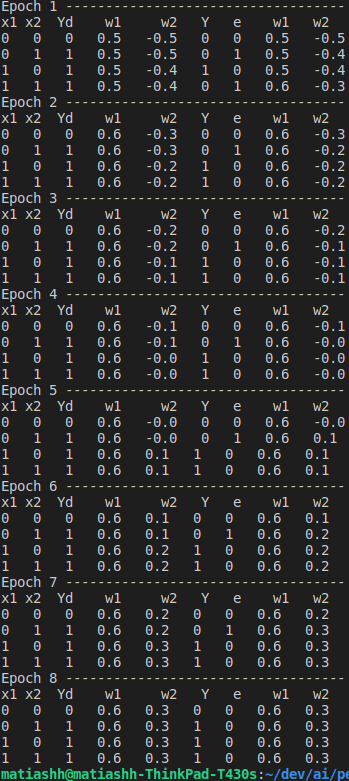 Epoch 1 -----------------------------------
x1 x2  Yd    w1     w2   Y   e   w1   w2
0   0   0   0.5   -0.5   0   0   0.5   -0.5
0   1   1   0.5   -0.5   0   1   0.5   -0.4
1   0   1   0.5   -0.4   1   0   0.5   -0.4
1   1   1   0.5   -0.4   0   1   0.6   -0.3
Epoch 2 -----------------------------------
x1 x2  Yd    w1     w2   Y   e   w1   w2
0   0   0   0.6   -0.3   0   0   0.6   -0.3
0   1   1   0.6   -0.3   0   1   0.6   -0.2
1   0   1   0.6   -0.2   1   0   0.6   -0.2
1   1   1   0.6   -0.2   1   0   0.6   -0.2
Epoch 3 -----------------------------------
x1 x2  Yd    w1     w2   Y   e   w1   w2
0   0   0   0.6   -0.2   0   0   0.6   -0.2
0   1   1   0.6   -0.2   0   1   0.6   -0.1
1   0   1   0.6   -0.1   1   0   0.6   -0.1
1   1   1   0.6   -0.1   1   0   0.6   -0.1
Epoch 4 -----------------------------------
x1 x2  Yd    w1     w2   Y   e   w1   w2
0   0   0   0.6   -0.1   0   0   0.6   -0.1
0   1   1   0.6   -0.1   0   1   0.6   -0.0
1   0   1   0.6   -0.0   1   0   0.6   -0.0
1   1   1   0.6   -0.0   1   0   0.6   -0.0
Epoch 5 -----------------------------------
x1 x2  Yd    w1     w2   Y   e   w1   w2
0   0   0   0.6   -0.0   0   0   0.6   -0.0
0   1   1   0.6   -0.0   0   1   0.6   0.1
1   0   1   0.6   0.1   1   0   0.6   0.1
1   1   1   0.6   0.1   1   0   0.6   0.1
Epoch 6 -----------------------------------
x1 x2  Yd    w1     w2   Y   e   w1   w2
0   0   0   0.6   0.1   0   0   0.6   0.1
0   1   1   0.6   0.1   0   1   0.6   0.2
1   0   1   0.6   0.2   1   0   0.6   0.2
1   1   1   0.6   0.2   1   0   0.6   0.2
Epoch 7 -----------------------------------
x1 x2  Yd    w1     w2   Y   e   w1   w2
0   0   0   0.6   0.2   0   0   0.6   0.2
0   1   1   0.6   0.2   0   1   0.6   0.3
1   0   1   0.6   0.3   1   0   0.6   0.3
1   1   1   0.6   0.3   1   0   0.6   0.3
Epoch 8 -----------------------------------
x1 x2  Yd    w1     w2   Y   e   w1   w2
0   0   0   0.6   0.3   0   0   0.6   0.3
0   1   1   0.6   0.3   1   0   0.6   0.3
1   0   1   0.6   0.3   1   0   0.6   0.3
1   1   1   0.6   0.3   1   0   0.6   0.3
matiashh@matiashh-ThinkPad-T430s:~/dev/ai/pe